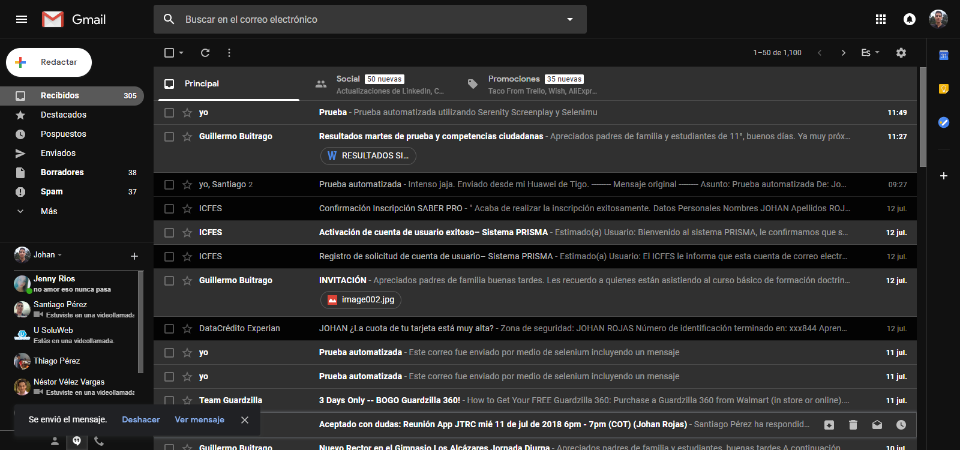 Gmail
Buscar en el correo electrónico
Redactar
1–50 de 1,100
Es
Recibidos 305
Destacados
Pospuestos
Enviados
Borradores 38
Spam 37
Más
Principal
Social 50 nuevas
Actualizaciones de LinkedIn, C...
Promociones 35 nuevas
Taco From Trello, Wish, AliExpr...
yo Prueba - Prueba automatizada utilizando Serenity Screenplay y Selenimu 11:49
Guillermo Buitrago Resultados martes de prueba y competencias ciudadanas - Apreciados padres de familia y estudiantes de 11°, buenos días. Ya muy próx... 11:27
RESULTADOS SI...
yo, Santiago 2 Prueba automatizada - Intenso jaja. Enviado desde mi Huawei de Tigo. —— Mensaje original —— Asunto: Prueba automatizada De: Jo... 09:27
ICFES Confirmación Inscripción SABER PRO - " Acaba de realizar la inscripción exitosamente. Datos Personales Nombres JOHAN Apellidos ROJ... 12 jul.
ICFES Activación de cuenta de usuario exitoso– Sistema PRISMA - Estimado(a) Usuario: Bienvenido al sistema PRISMA, le confirmamos que s... 12 jul.
ICFES Registro de solicitud de cuenta de usuario– Sistema PRISMA - Estimado(a) Usuario: El ICFES le informa que esta cuenta de correo electr... 12 jul.
Guillermo Buitrago INVITACIÓN - Apreciados padres de familia buenas tardes. Les recuerdo a quienes están asistiendo al curso básico de formación doctrin... 12 jul.
image002.jpg
DataCrédito Experian JOHAN ¿La cuota de tu tarjeta está muy alta? - Zona de seguridad: JOHAN ROJAS Número de identificación terminado en: xxx844 Apren... 12 jul.
yo Prueba automatizada - Este correo fue enviado por medio de selenium incluyendo un mensaje 11 jul.
yo Prueba automatizada - Este correo fue enviado por medio de selenium incluyendo un mensaje 11 jul.
Team Guardzilla 3 Days Only -- BOGO Guardzilla 360! - How to Get Your FREE Guardzilla 360: Purchase a Guardzilla 360 from Walmart (in store or online).... 11 jul.
Aceptado con dudas: Reunión App JTRC mié 11 de jul de 2018 6pm - 7pm (COT) (Johan Rojas) - Santiago Pérez ha respondid...
Guillermo Buitrago Nuevo Rector en el Gimnasio Los Alcázares Jornada Diurna - Apreciados padres de familia y estudiantes, buenas tardes A continuación 10 jul.
Johan
Jenny Rios
no amor eso nunca pasa
Santiago Pérez
Estuviste en una videollamada
U SoluWeb
Estás en una videollamada
Thiago Pérez
Néstor Vélez Vargas
Estuviste en una videollamada
Se envió el mensaje. Deshacer Ver mensaje